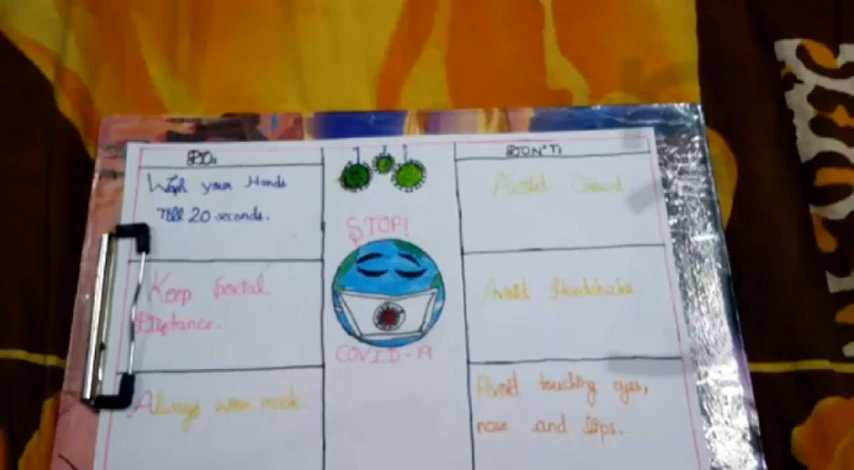 DO's
Wash your Hands
Till 20 seconds.
Keep Social
Distance.
Always wear mask.
STOP!
COVID-19
DON'Ts
Avoid Crowd
Avoid Handshake
Avoid touching eyes,
nose and lips.